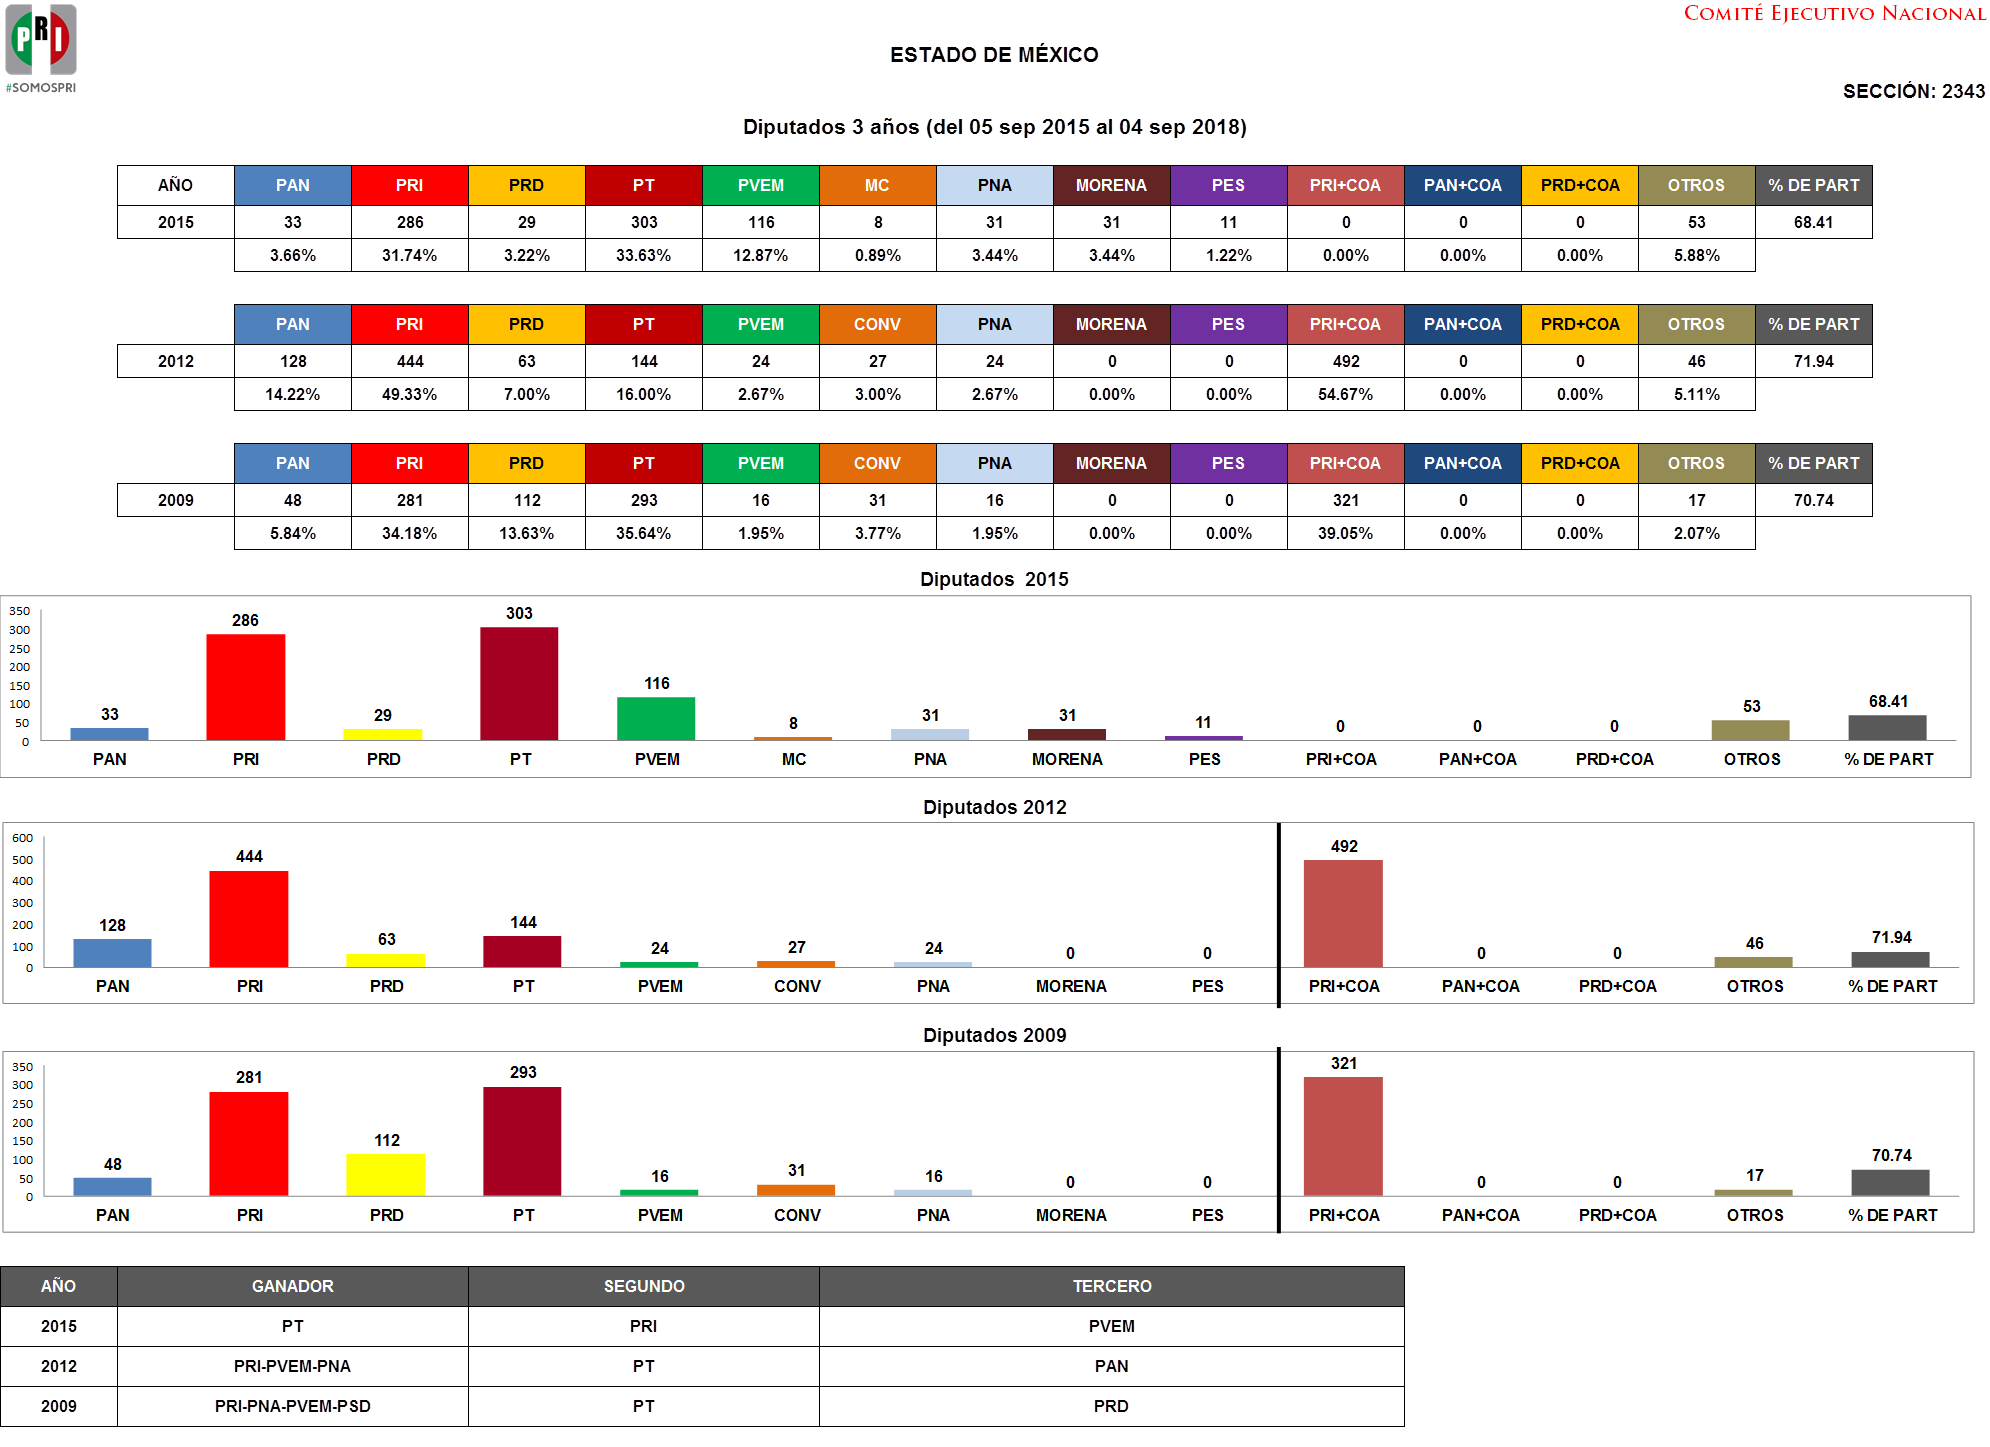 PRI
#SOMOSPRI
COMITÉ EJECUTIVO NACIONAL
ESTADO DE MÉXICO
SECCIÓN: 2343
Diputados 3 años (del 05 sep 2015 al 04 sep 2018)
AÑO PAN PRI PRD PT PVEM MC PNA MORENA PES PRI+COA PAN+COA PRD+COA OTROS % DE PART
2015 33 286 29 303 116 8 31 31 11 0 0 0 53 68.41
3.66% 31.74% 3.22% 33.63% 12.87% 0.89% 3.44% 3.44% 1.22% 0.00% 0.00% 0.00% 5.88%
PAN PRI PRD PT PVEM CONV PNA MORENA PES PRI+COA PAN+COA PRD+COA OTROS % DE PART
2012 128 444 63 144 24 27 24 0 0 492 0 0 46 71.94
14.22% 49.33% 7.00% 16.00% 2.67% 3.00% 2.67% 0.00% 0.00% 54.67% 0.00% 0.00% 5.11%
PAN PRI PRD PT PVEM CONV PNA MORENA PES PRI+COA PAN+COA PRD+COA OTROS % DE PART
2009 48 281 112 293 16 31 16 0 0 321 0 0 17 70.74
5.84% 34.18% 13.63% 35.64% 1.95% 3.77% 1.95% 0.00% 0.00% 39.05% 0.00% 0.00% 2.07%
Diputados 2015
350
300
250
200
150
100
50
0
33 286 29 303 116 8 31 31 11 0 0 0 53 68.41
PAN PRI PRD PT PVEM MC PNA MORENA PES PRI+COA PAN+COA PRD+COA OTROS % DE PART
Diputados 2012
600
500
400
300
200
100
0
128 444 63 144 24 27 24 0 0 492 0 0 46 71.94
PAN PRI PRD PT PVEM CONV PNA MORENA PES PRI+COA PAN+COA PRD+COA OTROS % DE PART
Diputados 2009
350
300
250
200
150
100
50
0
48 281 112 293 16 31 16 0 0 321 0 0 17 70.74
PAN PRI PRD PT PVEM CONV PNA MORENA PES PRI+COA PAN+COA PRD+COA OTROS % DE PART
AÑO GANADOR SEGUNDO TERCERO
2015 PT PRI PVEM
2012 PRI-PVEM-PNA PT PAN
2009 PRI-PNA-PVEM-PSD PT PRD